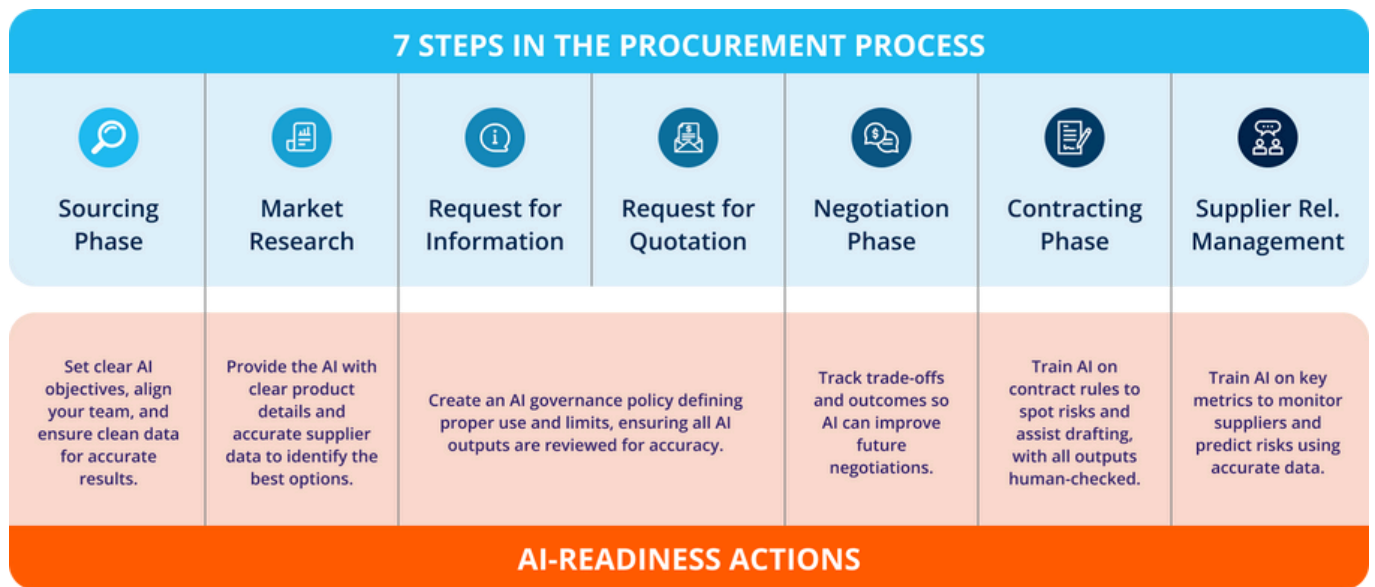 7 STEPS IN THE PROCUREMENT PROCESS
Sourcing
Phase
Market
Research
Request for
Information
Request for
Quotation
Negotiation
Phase
Contracting
Phase
Supplier Rel.
Management
Set clear AI
objectives, align
your team, and
ensure clean data
for accurate
results.
Provide the AI with
clear product
details and
accurate supplier
data to identify the
best options.
Create an AI governance policy defining
proper use and limits, ensuring all AI
outputs are reviewed for accuracy.
Track trade-offs
and outcomes so
AI can improve
future
negotiations.
Train AI on
contract rules to
spot risks and
assist drafting,
with all outputs
human-checked.
Train AI on key
metrics to monitor
suppliers and
predict risks using
accurate data.
AI-READINESS ACTIONS